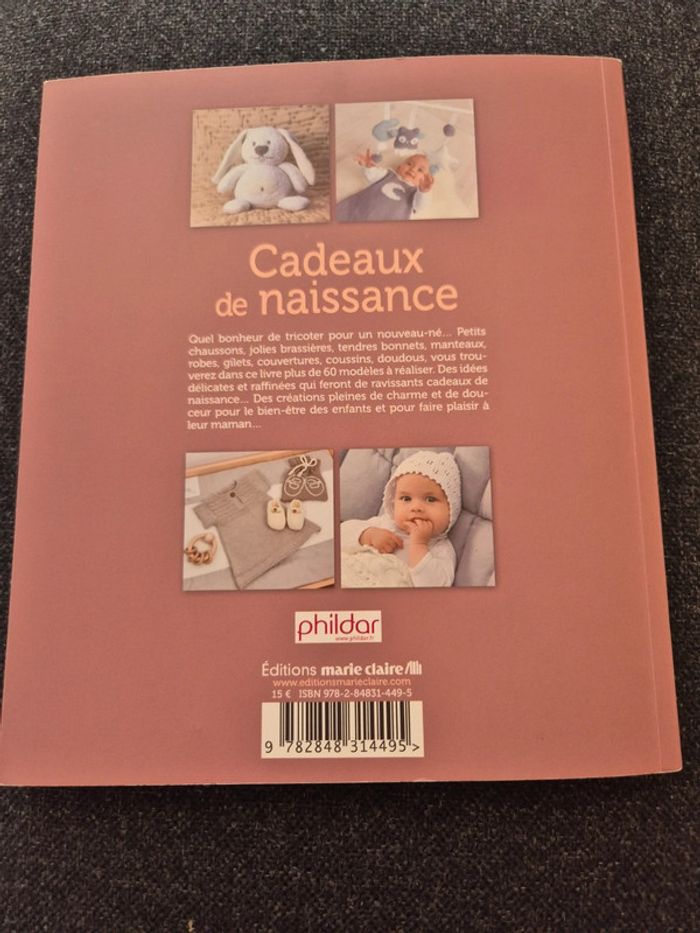 Cadeaux
de naissance
Quel bonheur de tricoter pour un nouveau-né... Petits
chaussons, jolies brassières, tendres bonnets, manteaux,
robes, gilets, couvertures, coussins, doudous, vous trou-
verez dans ce livre plus de 60 modèles à réaliser. Des idées
délicates et raffinées qui feront de ravissants cadeaux de
naissance... Des créations pleines de charme et de dou-
ceur pour le bien-être des enfants et pour faire plaisir à
leur maman...
phildar
www.phildar.fr
Éditions marie claire
www.editionsmarieclaire.com
15 € ISBN 978-2-84831-449-5
9 782848 314495 >